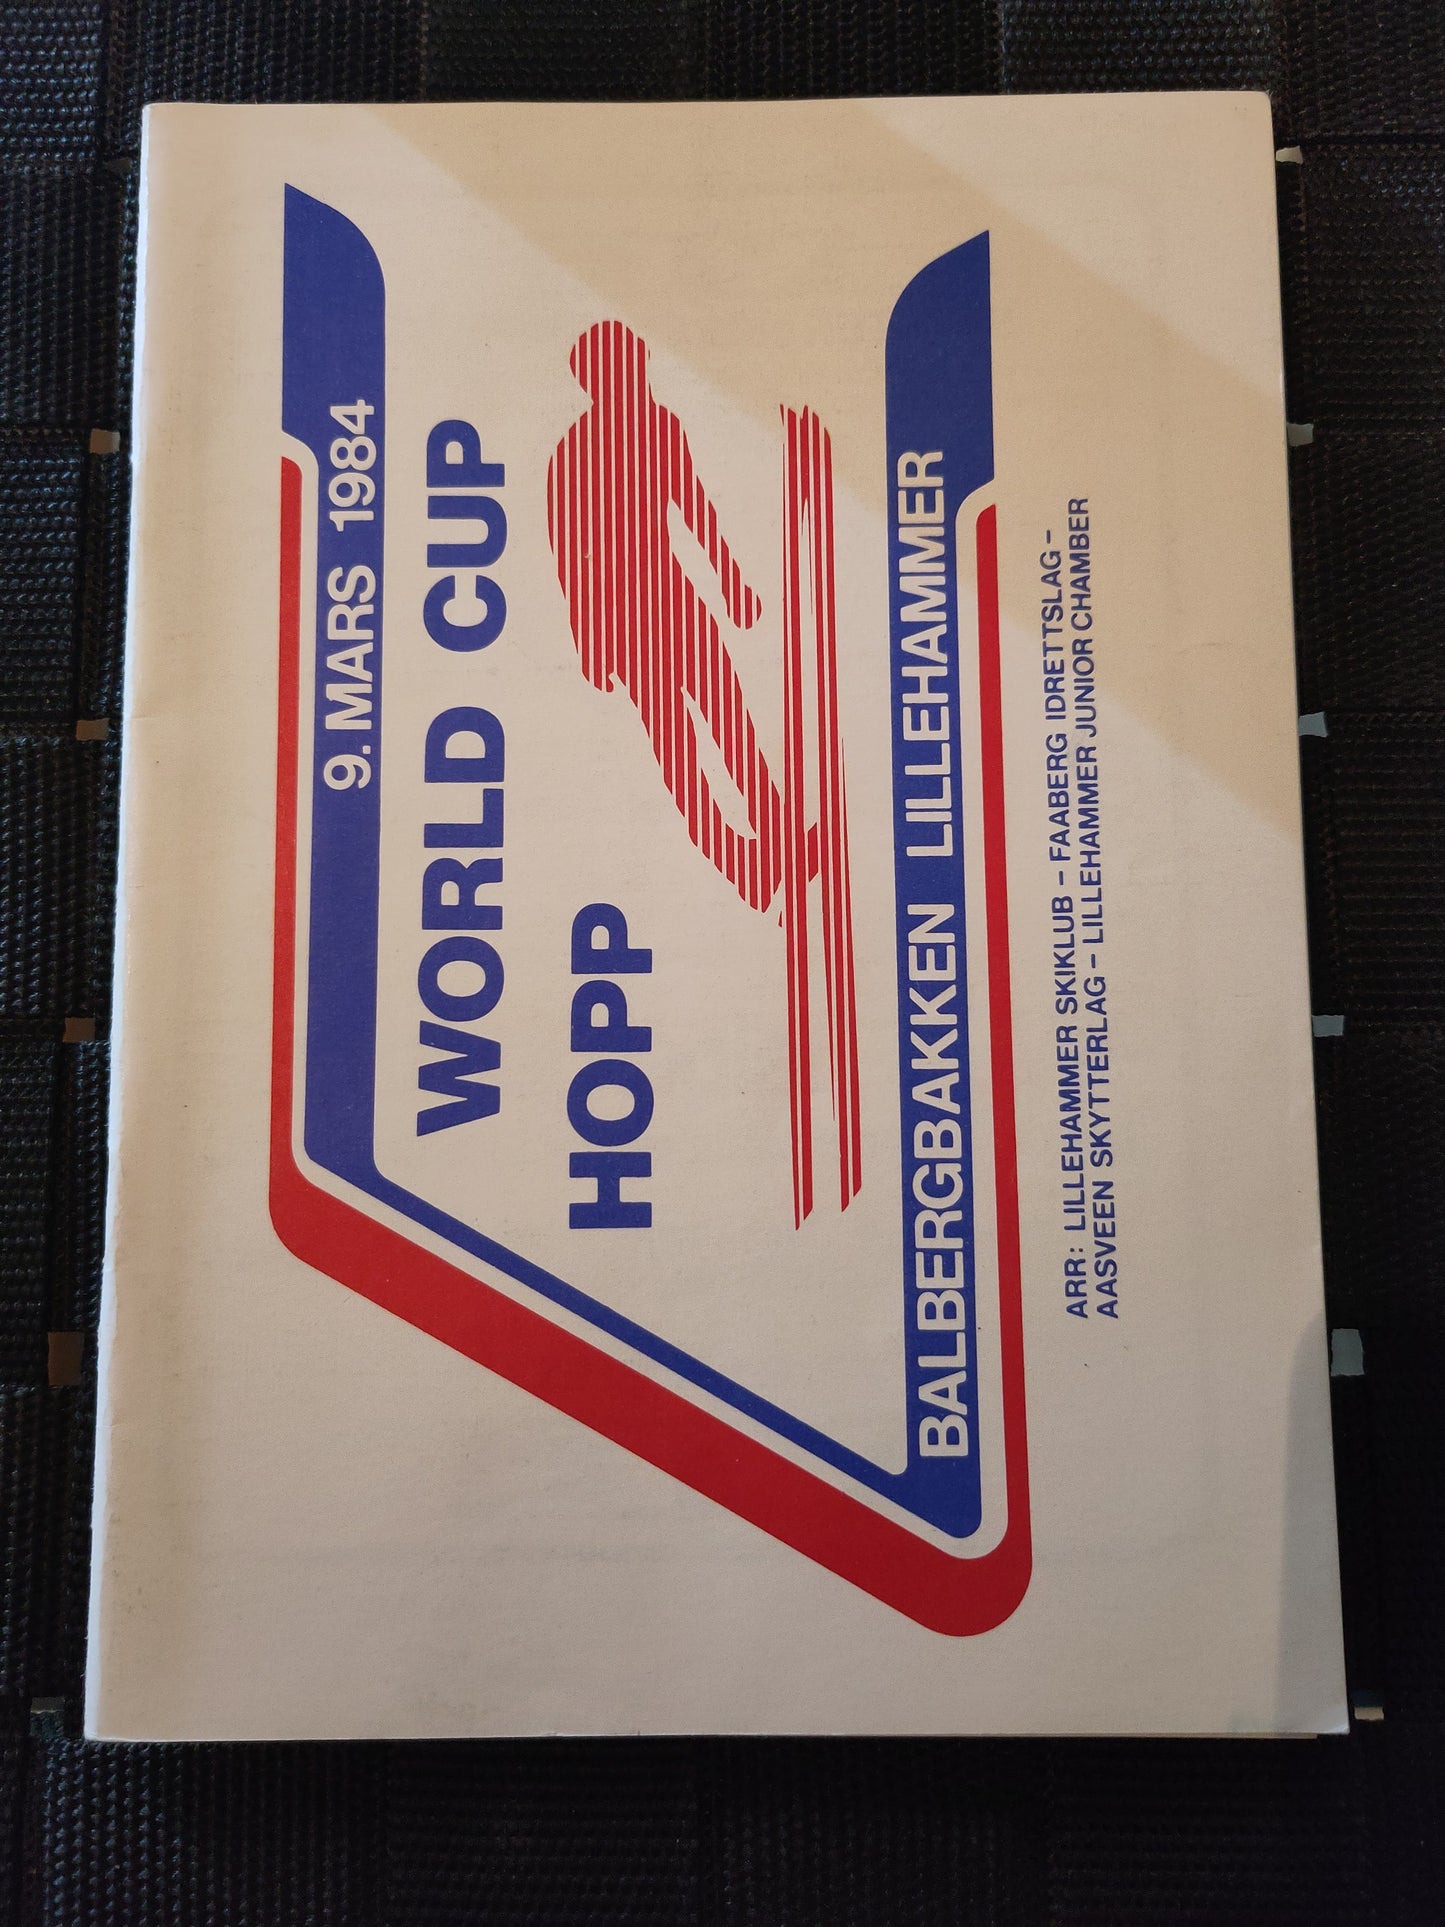 9. MARS 1984
WORLD CUP
HOPP
BALBERGBAKKEN LILLEHAMMER
ARR: LILLEHAMMER SKIKLUB – FAABERG IDRETTSLAG –
AASVEEN SKYTTERLAG – LILLEHAMMER JUNIOR CHAMBER